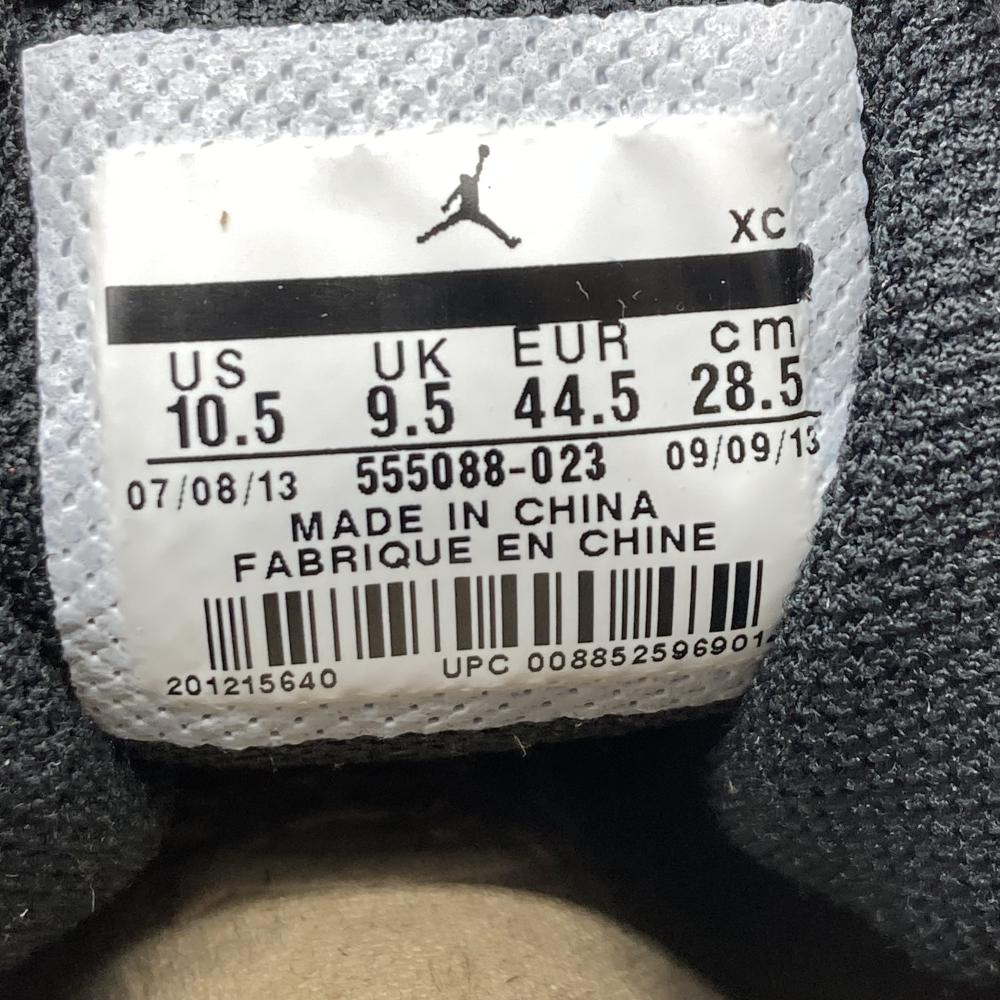 XC
US UK EUR cm
10.5 9.5 44.5 28.5
07/08/13 555088-023 09/09/13
MADE IN CHINA
FABRIQUE EN CHINE
201215640 UPC 00885259690